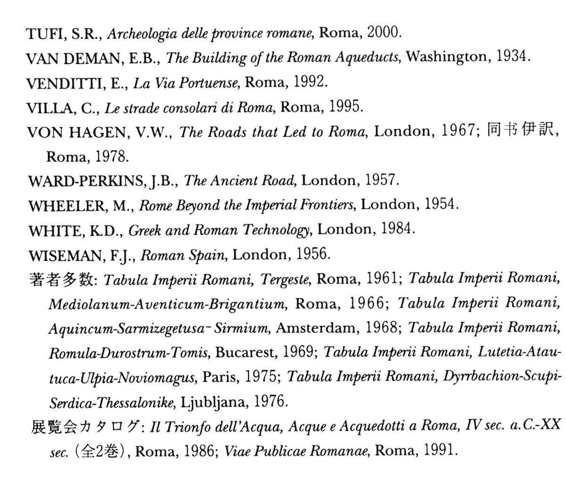 TUFI, S.R., Archeologia delle province romane, Roma, 2000.
VAN DEMAN, E.B., The Building of the Roman Aqueducts, Washington, 1934.
VENDITTI, E., La Via Portuense, Roma, 1992.
VILLA, C., Le strade consolari di Roma, Roma, 1995.
VON HAGEN, V.W., The Roads that Led to Roma, London, 1967; 同书伊訳,
Roma, 1978.
WARD-PERKINS, J.B., The Ancient Road, London, 1957.
WHEELER, M., Rome Beyond the Imperial Frontiers, London, 1954.
WHITE, K.D., Greek and Roman Technology, London, 1984.
WISEMAN, F.J., Roman Spain, London, 1956.
著者多数: Tabula Imperii Romani, Tergeste, Roma, 1961; Tabula Imperii Romani,
Mediolanum-Aventicum-Brigantium, Roma, 1966; Tabula Imperii Romani,
Aquincum-Sarmizegetusa-Sirmium, Amsterdam, 1968; Tabula Imperii Romani,
Romula-Durostrum-Tomis, Bucarest, 1969; Tabula Imperii Romani, Lutetia-Atau-
tuca-Ulpia-Noviomagus, Paris, 1975; Tabula Imperii Romani, Dyrrbachion-Scupi-
Serdica-Thessalonike, Ljubljana, 1976.
展覧会カタログ: Il Trionfo dell'Acqua, Acque e Acquedotti a Roma, IV sec. a.C.-XX
sec. (全2巻), Roma, 1986; Viae Publicae Romanae, Roma, 1991.